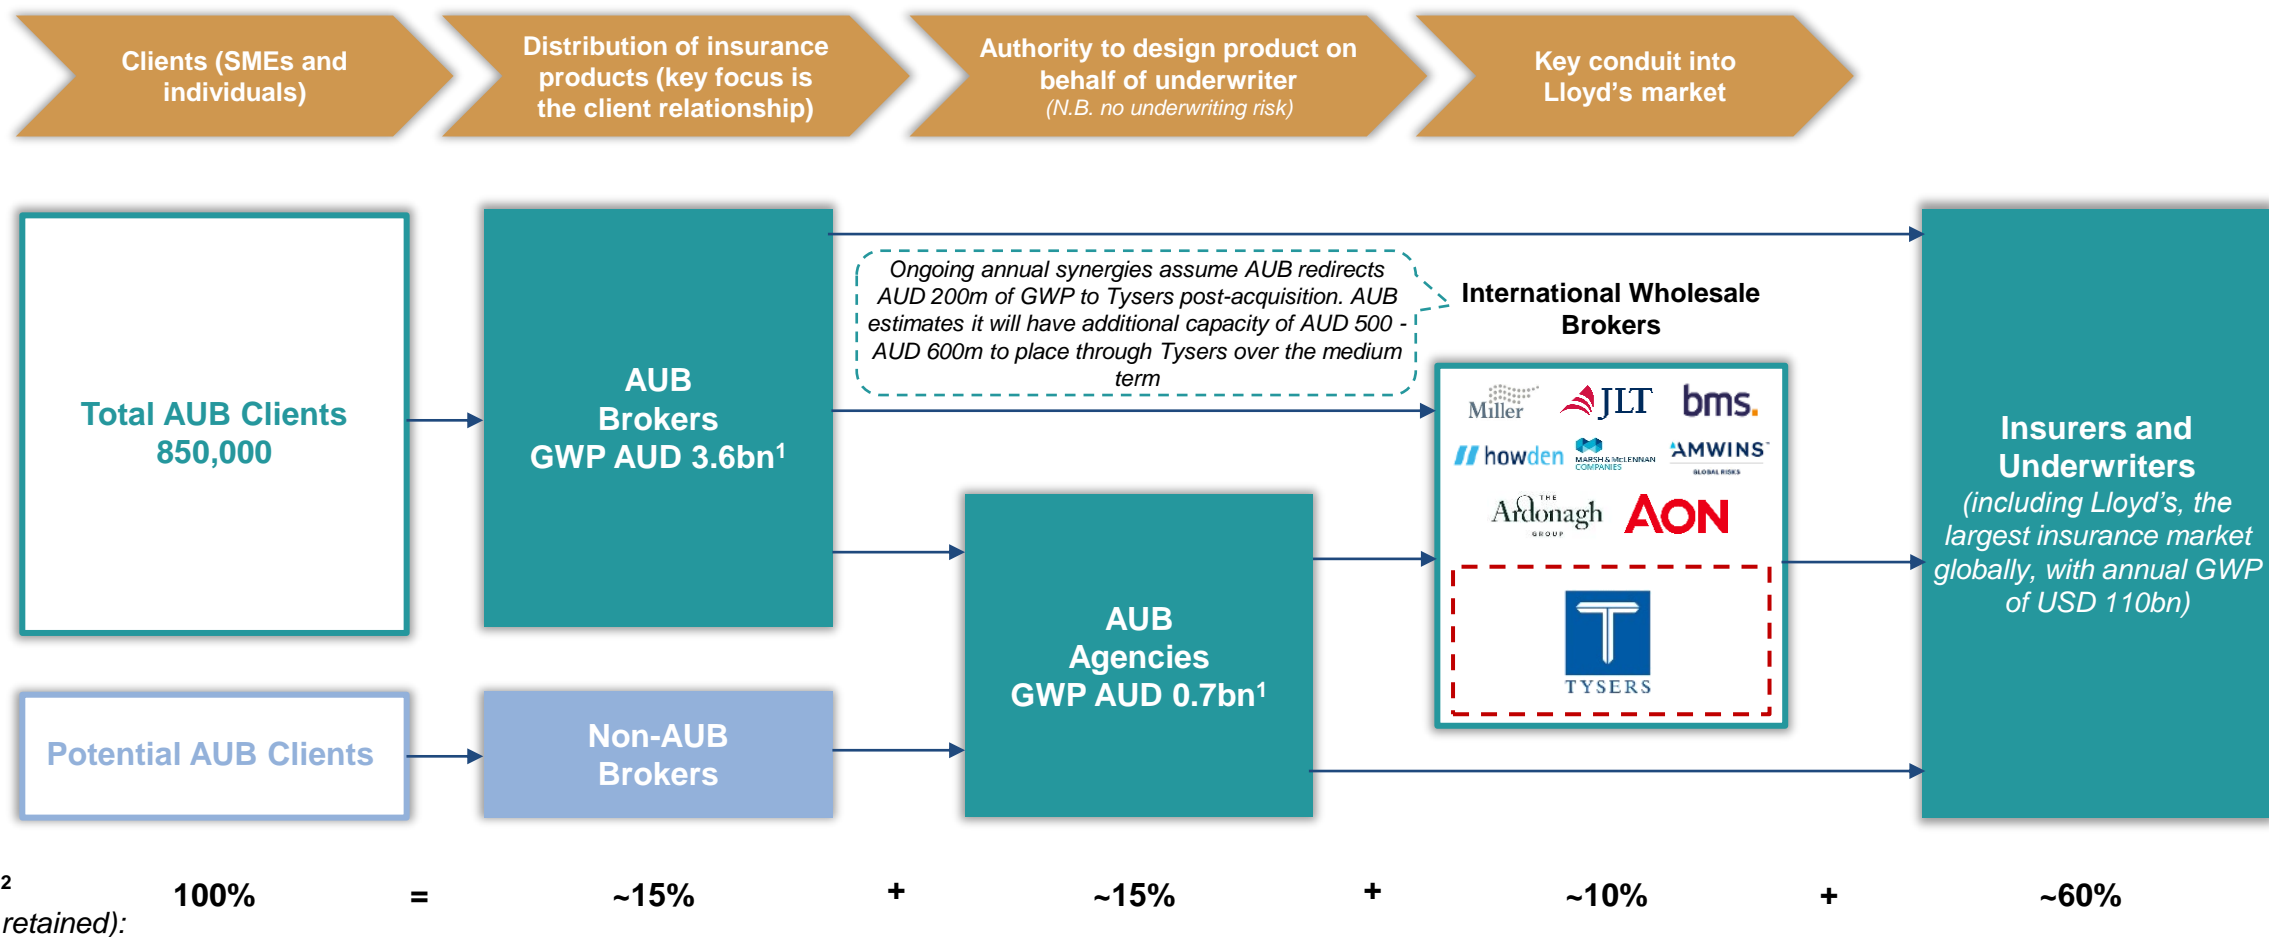 Clients (SMEs and
individuals)
Distribution of insurance
products (key focus is
the client relationship)
Authority to design product on
behalf of underwriter
(N.B. no underwriting risk)
Key conduit into
Lloyd's market
Total AUB Clients
850,000
AUB
Brokers
GWP AUD 3.6bn¹
Ongoing annual synergies assume AUB redirects
AUD 200m of GWP to Tysers post-acquisition. AUB
estimates it will have additional capacity of AUD 500 -
AUD 600m to place through Tysers over the medium
term
International Wholesale
Brokers
Miller
JLT
bms.
howden
MARSH & McLENNAN
COMPANIES
AMWINS™
GLOBAL RISKS
THE
Ardonagh
GROUP
AON
TYSERS
Insurers and
Underwriters
(including Lloyd's, the
largest insurance market
globally, with annual GWP
of USD 110bn)
AUB
Agencies
GWP AUD 0.7bn¹
Potential AUB Clients
Non-AUB
Brokers
2
retained):
100% = ~15% + ~15% + ~10% + ~60%